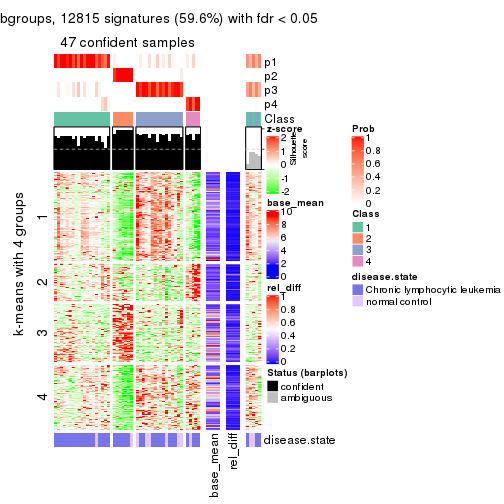 bgroups, 12815 signatures (59.6%) with fdr < 0.05
47 confident samples
p1
p2
p3
p4
Class
Silhouette
score
z-score
2
1
0
-1
-2
base_mean
10
8
6
4
2
0
rel_diff
1
0.8
0.6
0.4
0.2
0
Status (barplots)
confident
ambiguous
Prob
1
0.8
0.6
0.4
0.2
0
Class
1
2
3
4
disease.state
Chronic lymphocytic leukemia
normal control
k-means with 4 groups
1
2
3
4
disease.state
base_mean
rel_diff